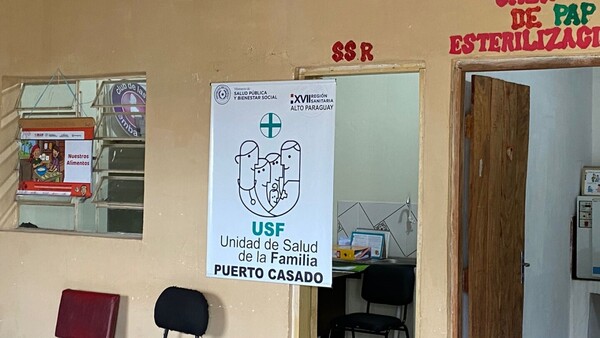 SSR
DE PAP
ESTERILIZACI
SALUD PÚBLICA
Y BIENESTAR SOCIAL
XVII REGIÓN
SANITARIA
ALTO PARAGUAY
USF
Unidad de Salud
de la Familia
PUERTO CASADO
Nuestros
Alimentos